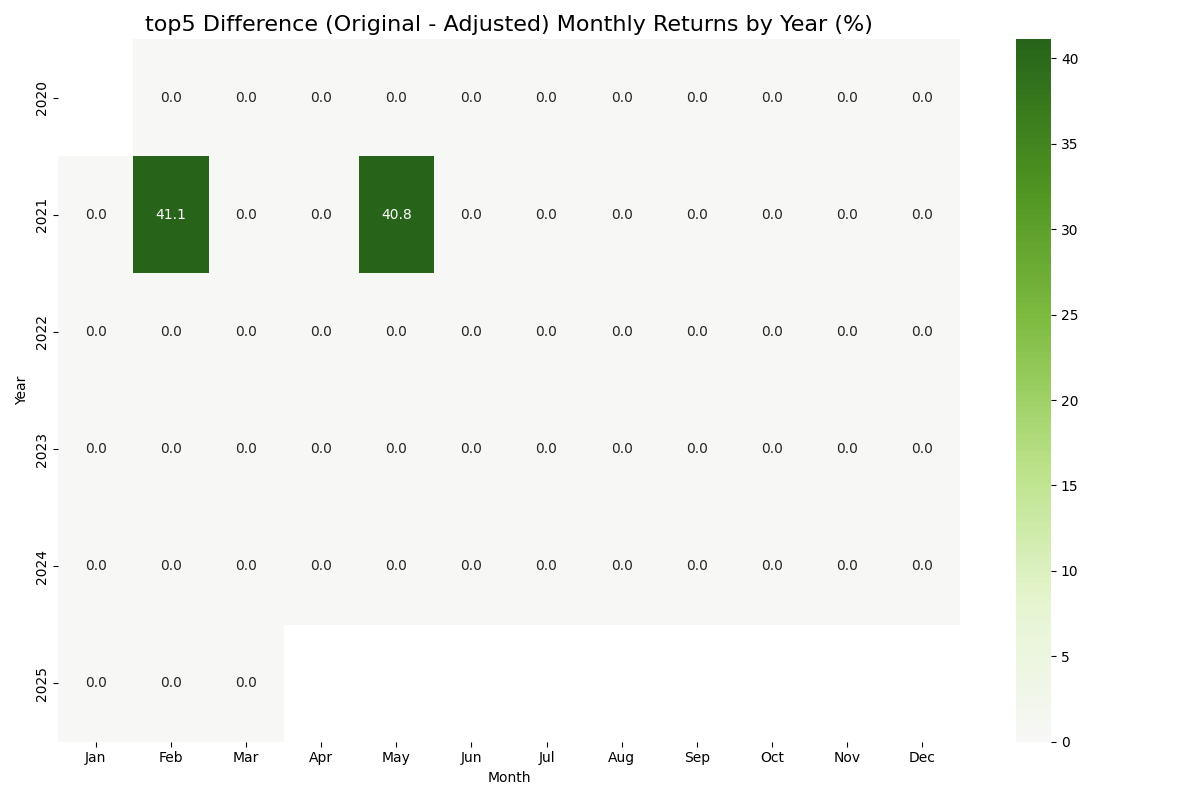 top5 Difference (Original - Adjusted) Monthly Returns by Year (%)
2020 0.0 0.0 0.0 0.0 0.0 0.0 0.0 0.0 0.0 0.0 0.0
2021 0.0 41.1 0.0 0.0 40.8 0.0 0.0 0.0 0.0 0.0 0.0 0.0
2022 0.0 0.0 0.0 0.0 0.0 0.0 0.0 0.0 0.0 0.0 0.0 0.0
Year
2023 0.0 0.0 0.0 0.0 0.0 0.0 0.0 0.0 0.0 0.0 0.0 0.0
2024 0.0 0.0 0.0 0.0 0.0 0.0 0.0 0.0 0.0 0.0 0.0 0.0
2025 0.0 0.0 0.0
Jan Feb Mar Apr May Jun Jul Aug Sep Oct Nov Dec
Month
40
35
30
25
20
15
10
5
0